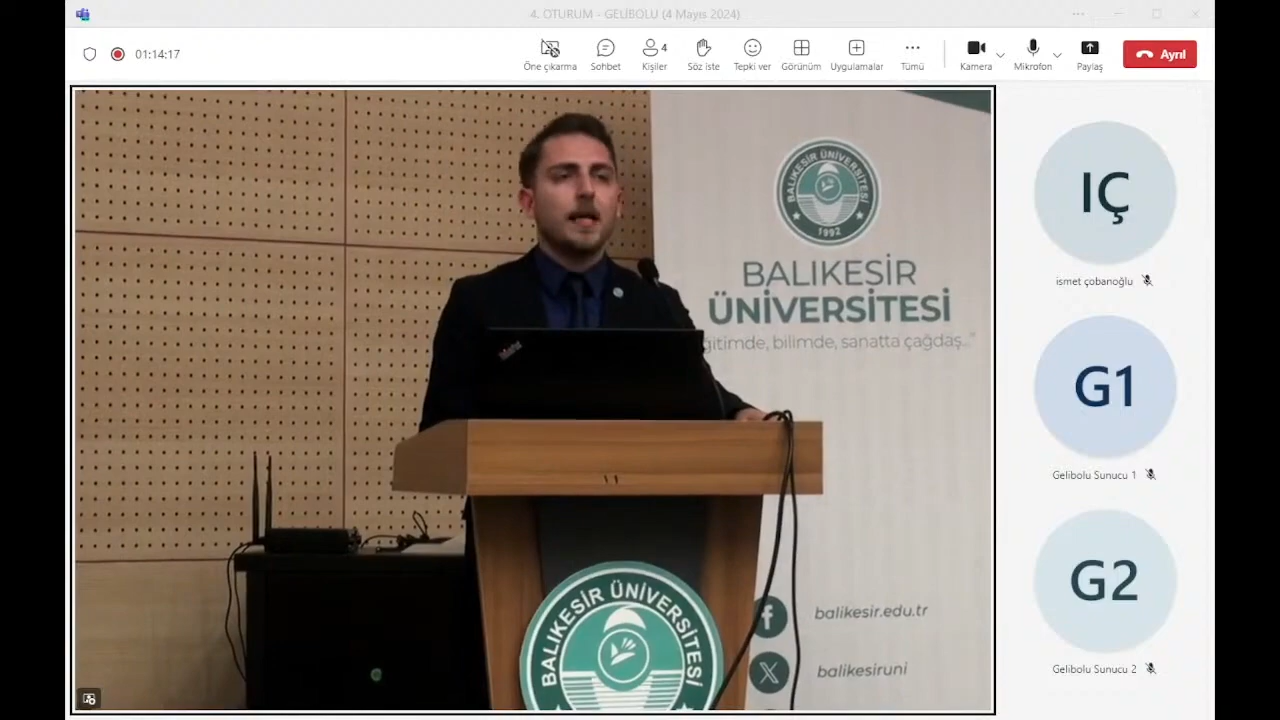 4. OTURUM - GELİBOLU (4 Mayıs 2024)
01:14:17
Öne çıkarma
Sohbet
4
Kişiler
Söz iste
Tepki ver
Görünüm
Uygulamalar
Tümü
Kamera
Mikrofon
Paylaş
Ayrıl
BALIKESİR ÜNİVERSİTESİ
1992
BALIKESİR
ÜNİVERSİTESİ
ğitimde, bilimde, sanatta çağdaş..."
balikesir.edu.tr
balikesiruni
BALIKESİR ÜNİVERSİTESİ
IÇ
ismet çobanoğlu
G1
Gelibolu Sunucu 1
G2
Gelibolu Sunucu 2